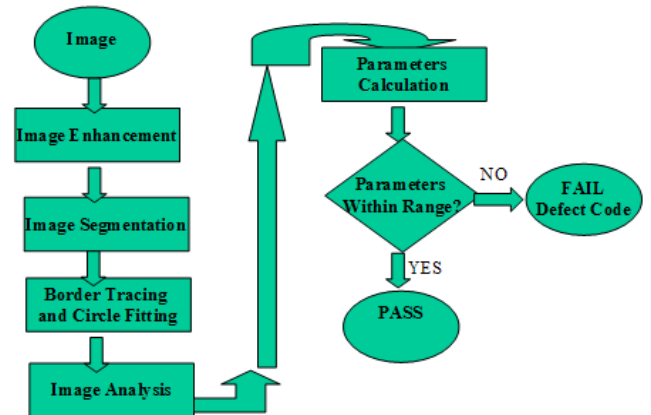 Image
Image Enhancement
Image Segmentation
Border Tracing
and Circle Fitting
Image Analysis
Parameters
Calculation
Parameters
Within Range?
NO
FAIL
Defect Code
YES
PASS